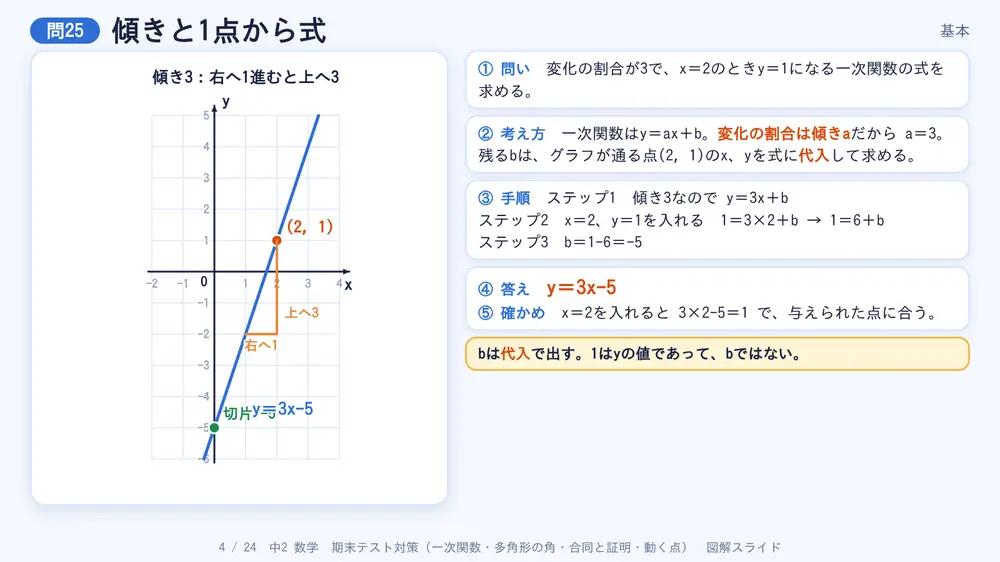 問25 傾きと1点から式
基本
傾き3：右へ1進むと上へ3
y
5
4
3
2
1
(2, 1)
-2 -1 0 1 2 3 4 x
-1
上へ3
-2
右へ1
-3
-4
切片 -5
y＝3x-5
-5
-6
① 問い　変化の割合が3で、x＝2のときy＝1になる一次関数の式を
求める。
② 考え方　一次関数はy＝ax＋b。変化の割合は傾きaだから a＝3。
残るbは、グラフが通る点(2, 1)のx、yを式に代入して求める。
③ 手順　ステップ1　傾き3なので y＝3x＋b
ステップ2　x＝2、y＝1を入れる　1＝3×2＋b → 1＝6＋b
ステップ3　b＝1-6＝-5
④ 答え　y＝3x-5
⑤ 確かめ　x＝2を入れると 3×2-5＝1 で、与えられた点に合う。
bは代入で出す。1はyの値であって、bではない。
4 / 24　中2 数学　期末テスト対策（一次関数・多角形の角・合同と証明・動く点）　図解スライド